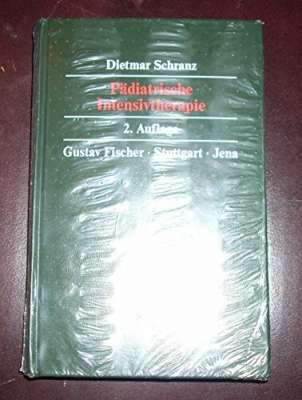 Dietmar Schranz
Pädiatrische
Intensivtherapie
2. Auflage
Gustav Fischer · Stuttgart · Jena